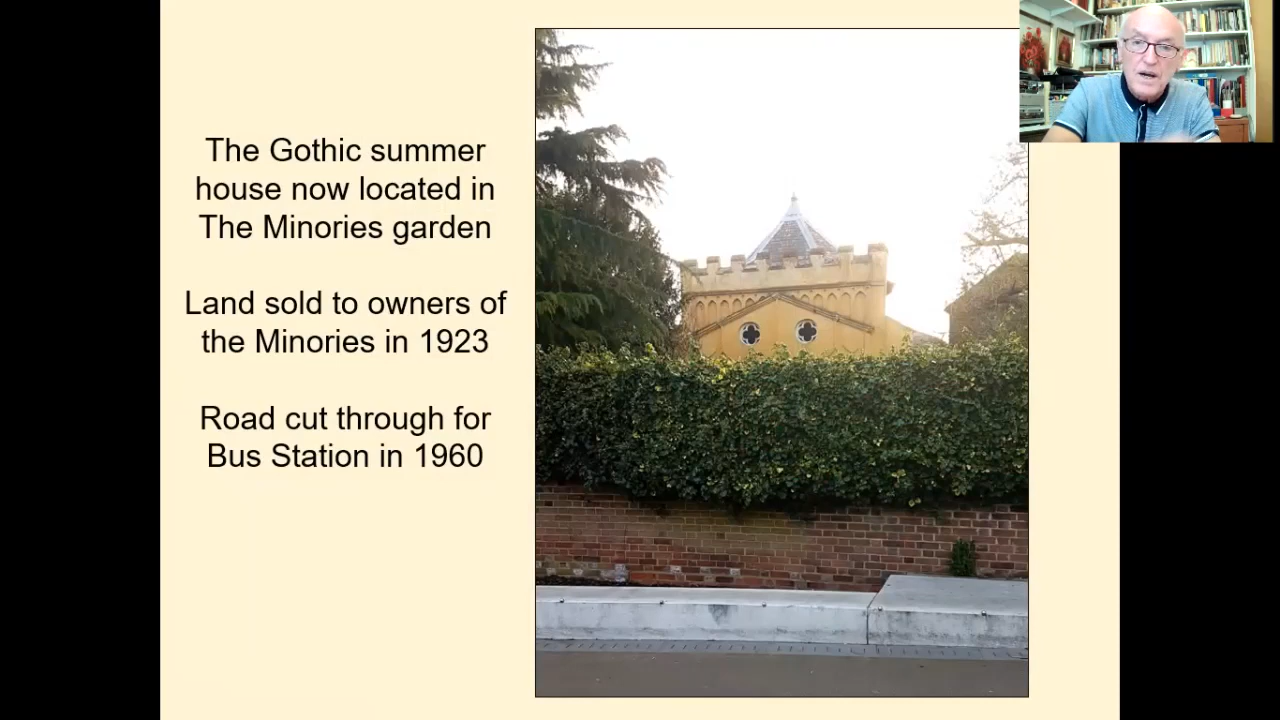 The Gothic summer
house now located in
The Minories garden
Land sold to owners of
the Minories in 1923
Road cut through for
Bus Station in 1960